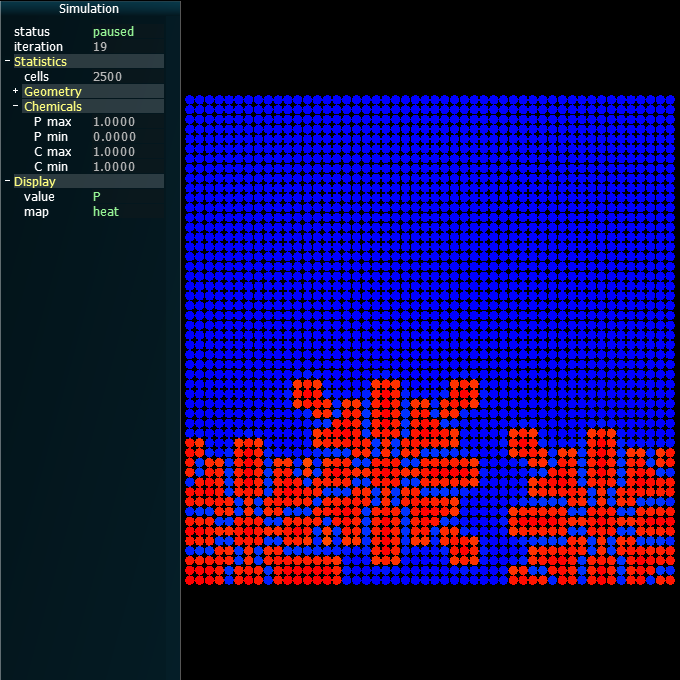 Simulation
status paused
iteration 19
- Statistics
cells 2500
+ Geometry
- Chemicals
P max 1.0000
P min 0.0000
C max 1.0000
C min 1.0000
- Display
value P
map heat